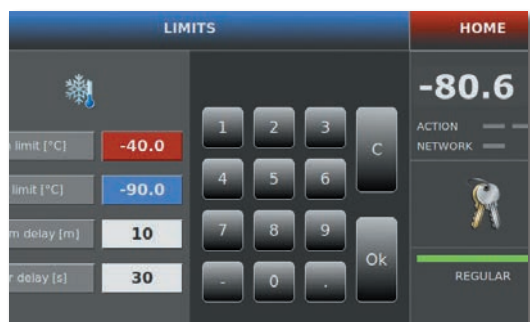 LIMITS
HOME
-80.6
limit [°C] -40.0
limit [°C] -90.0
delay [m] 10
delay [s] 30
1 2 3 C
4 5 6
7 8 9 Ok
- 0 .
ACTION
NETWORK
REGULAR